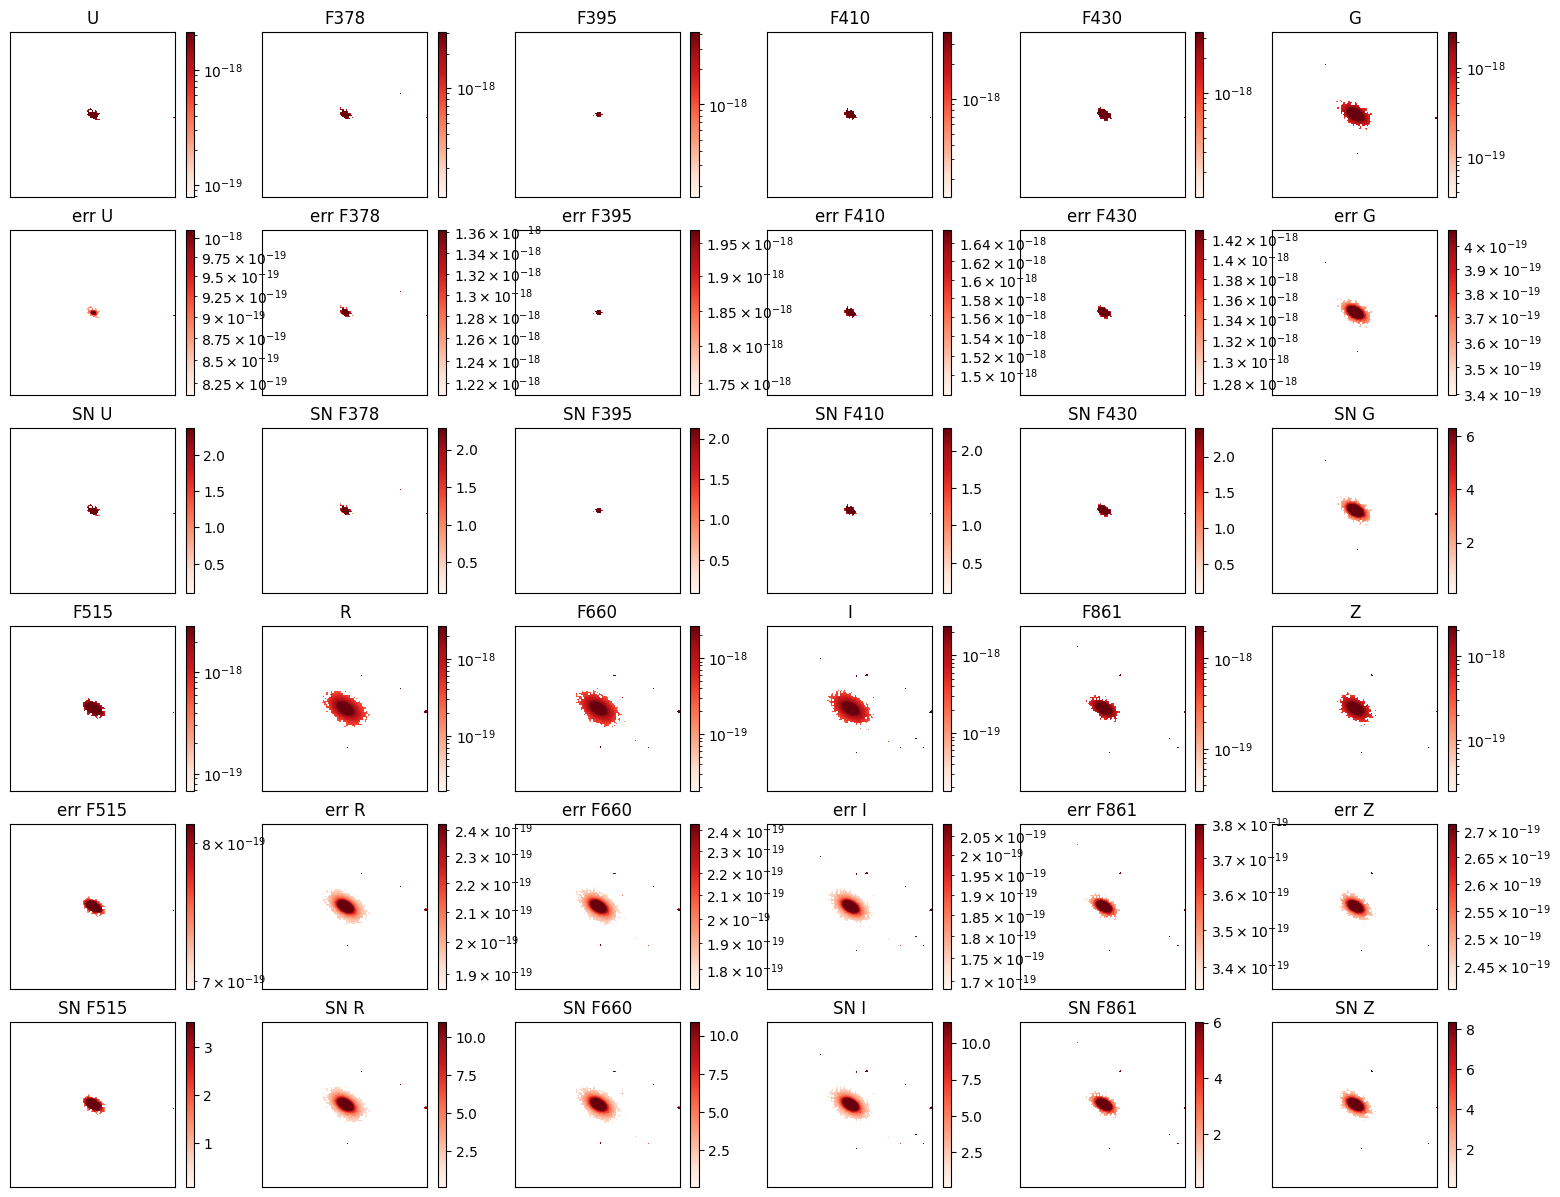 U F378 F395 F410 F430 G
10⁻¹⁸ 10⁻¹⁸ 10⁻¹⁸ 10⁻¹⁸ 10⁻¹⁸ 10⁻¹⁸
10⁻¹⁹ 10⁻¹⁹
err U err F378 err F395 err F410 err F430 err G
10⁻¹⁸ 9.75 × 10⁻¹⁹ 9.5 × 10⁻¹⁹ 9.25 × 10⁻¹⁹ 9 × 10⁻¹⁹ 8.75 × 10⁻¹⁹ 8.5 × 10⁻¹⁹ 8.25 × 10⁻¹⁹
1.36 × 10⁻¹⁸ 1.34 × 10⁻¹⁸ 1.32 × 10⁻¹⁸ 1.3 × 10⁻¹⁸ 1.28 × 10⁻¹⁸ 1.26 × 10⁻¹⁸ 1.24 × 10⁻¹⁸ 1.22 × 10⁻¹⁸
1.95 × 10⁻¹⁸ 1.9 × 10⁻¹⁸ 1.85 × 10⁻¹⁸ 1.8 × 10⁻¹⁸ 1.75 × 10⁻¹⁸
1.64 × 10⁻¹⁸ 1.62 × 10⁻¹⁸ 1.6 × 10⁻¹⁸ 1.58 × 10⁻¹⁸ 1.56 × 10⁻¹⁸ 1.54 × 10⁻¹⁸ 1.52 × 10⁻¹⁸ 1.5 × 10⁻¹⁸
1.42 × 10⁻¹⁸ 1.4 × 10⁻¹⁸ 1.38 × 10⁻¹⁸ 1.36 × 10⁻¹⁸ 1.34 × 10⁻¹⁸ 1.32 × 10⁻¹⁸ 1.3 × 10⁻¹⁸ 1.28 × 10⁻¹⁸
4 × 10⁻¹⁹ 3.9 × 10⁻¹⁹ 3.8 × 10⁻¹⁹ 3.7 × 10⁻¹⁹ 3.6 × 10⁻¹⁹ 3.5 × 10⁻¹⁹ 3.4 × 10⁻¹⁹
SN U SN F378 SN F395 SN F410 SN F430 SN G
2.0 1.5 1.0 0.5
2.0 1.5 1.0 0.5
2.0 1.5 1.0 0.5
2.0 1.5 1.0 0.5
2.0 1.5 1.0 0.5
6 4 2
F515 R F660 I F861 Z
10⁻¹⁸ 10⁻¹⁸ 10⁻¹⁸ 10⁻¹⁸ 10⁻¹⁸ 10⁻¹⁸
10⁻¹⁹ 10⁻¹⁹ 10⁻¹⁹ 10⁻¹⁹ 10⁻¹⁹ 10⁻¹⁹
err F515 err R err F660 err I err F861 err Z
8 × 10⁻¹⁹ 7 × 10⁻¹⁹
2.4 × 10⁻¹⁹ 2.3 × 10⁻¹⁹ 2.2 × 10⁻¹⁹ 2.1 × 10⁻¹⁹ 2 × 10⁻¹⁹ 1.9 × 10⁻¹⁹
2.4 × 10⁻¹⁹ 2.3 × 10⁻¹⁹ 2.2 × 10⁻¹⁹ 2.1 × 10⁻¹⁹ 2 × 10⁻¹⁹ 1.9 × 10⁻¹⁹ 1.8 × 10⁻¹⁹
2.05 × 10⁻¹⁹ 2 × 10⁻¹⁹ 1.95 × 10⁻¹⁹ 1.9 × 10⁻¹⁹ 1.85 × 10⁻¹⁹ 1.8 × 10⁻¹⁹ 1.75 × 10⁻¹⁹ 1.7 × 10⁻¹⁹
3.8 × 10⁻¹⁹ 3.7 × 10⁻¹⁹ 3.6 × 10⁻¹⁹ 3.5 × 10⁻¹⁹ 3.4 × 10⁻¹⁹
2.7 × 10⁻¹⁹ 2.65 × 10⁻¹⁹ 2.6 × 10⁻¹⁹ 2.55 × 10⁻¹⁹ 2.5 × 10⁻¹⁹ 2.45 × 10⁻¹⁹
SN F515 SN R SN F660 SN I SN F861 SN Z
3 2 1
10.0 7.5 5.0 2.5
10.0 7.5 5.0 2.5
10.0 7.5 5.0 2.5
6 4 2
8 6 4 2